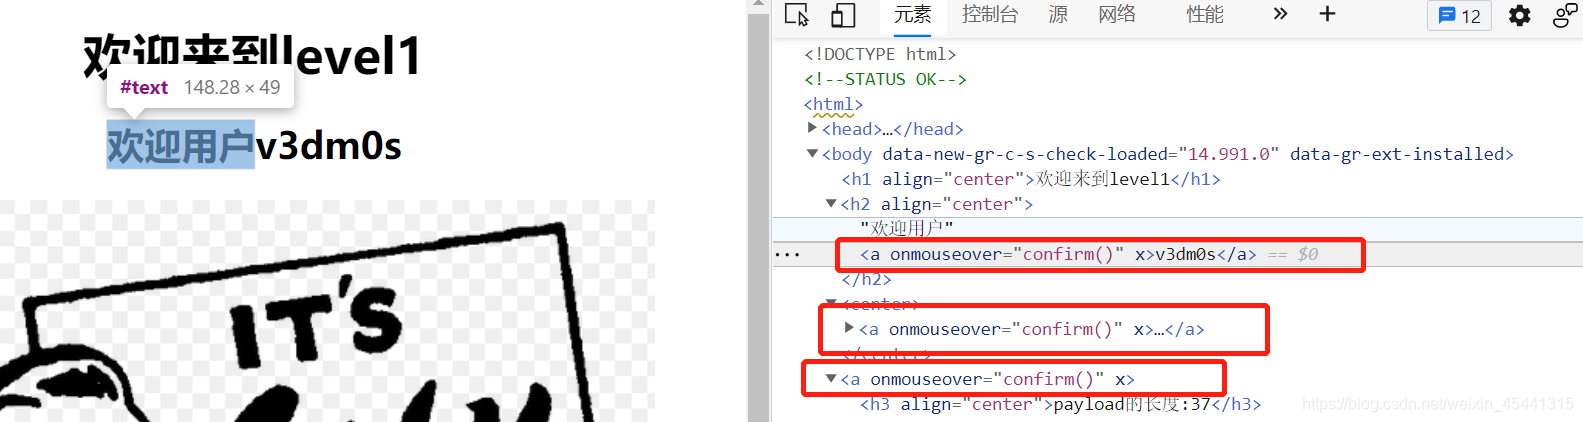 欢迎来到level1
#text 148.28 × 49
欢迎用户v3dm0s
IT'S
元素 控制台 源 网络 性能 » + 12
<!DOCTYPE html>
<!--STATUS OK-->
<html>
<head>…</head>
<body data-new-gr-c-s-check-loaded="14.991.0" data-gr-ext-installed>
<h1 align="center">欢迎来到level1</h1>
<h2 align="center">
"欢迎用户"
··· <a onmouseover="confirm()" x>v3dm0s</a> == $0
</h2>
<center>
<a onmouseover="confirm()" x>…</a>
</center>
<a onmouseover="confirm()" x>
<h3 align="center">payload的长度:37</h3>
https://blog.csdn.net/weixin_45441315